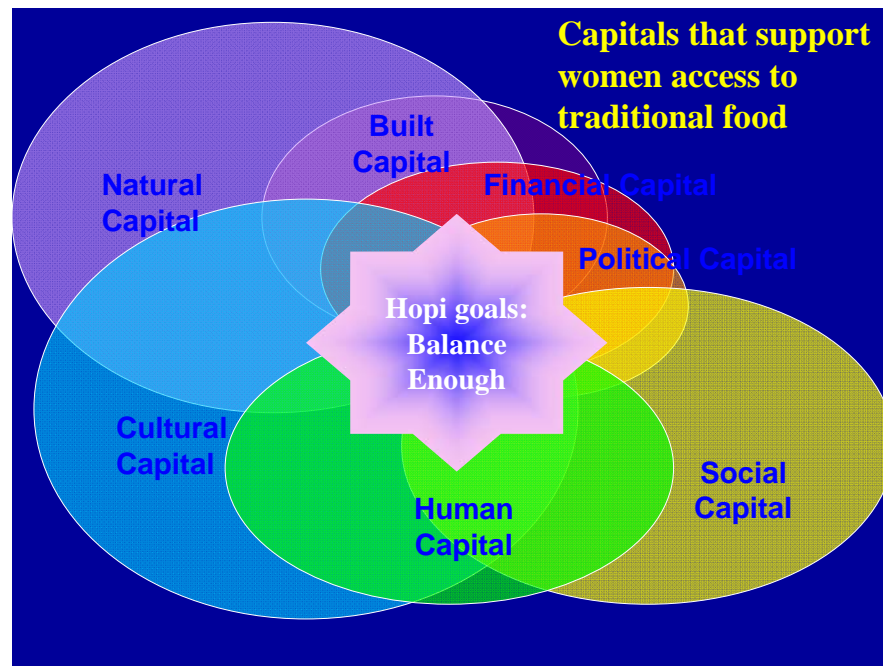 Capitals that support
women access to
traditional food
Built
Capital
Natural
Capital
Financial Capital
Political Capital
Hopi goals:
Balance
Enough
Cultural
Capital
Social
Capital
Human
Capital